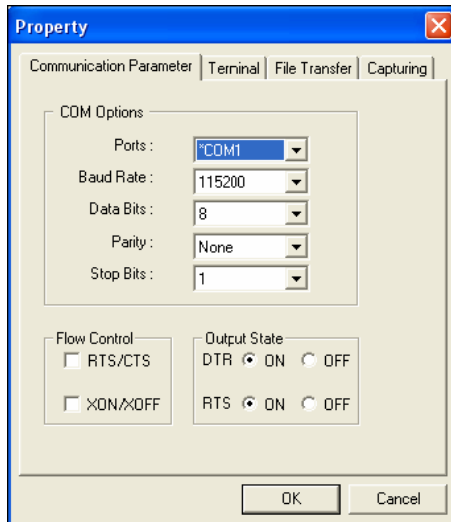 Property
Communication Parameter Terninal File Transfer Capturing
COM Options
Ports : *COM1
Baud Rate : 115200
Data Bits : 8
Parity : None
Stop Bits : 1
Flow Control Output State
RTS/CTS DTR ON OFF
XON/XOFF RTS ON OFF
OK Cancel